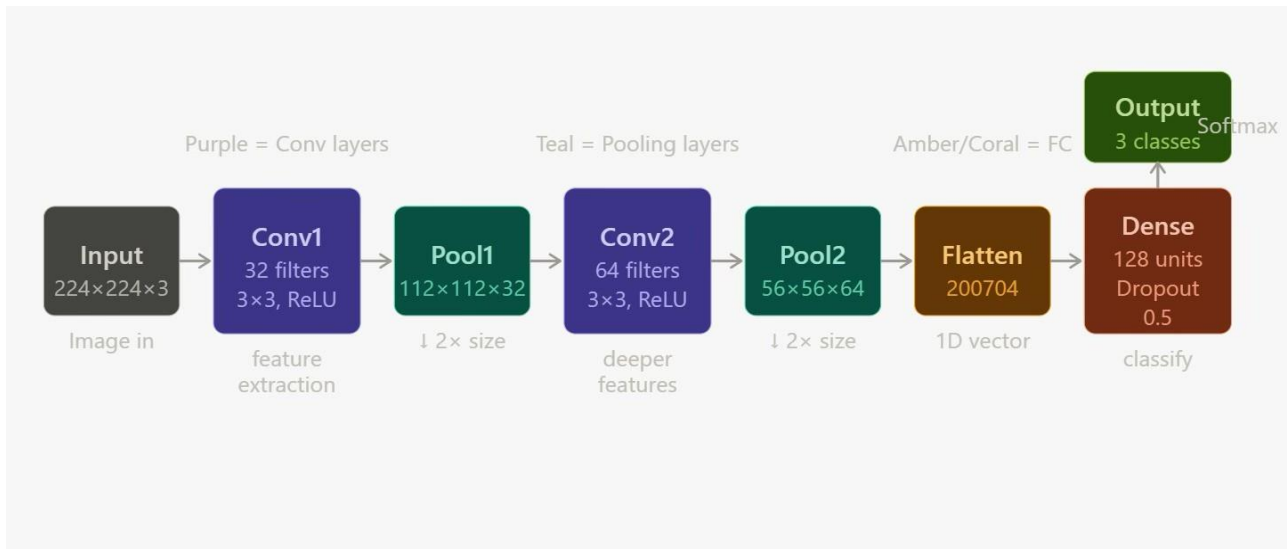 Purple = Conv layers
Teal = Pooling layers
Amber/Coral = FC
Input
224×224×3
Image in
Conv1
32 filters
3×3, ReLU
feature
extraction
Pool1
112×112×32
↓ 2× size
Conv2
64 filters
3×3, ReLU
deeper
features
Pool2
56×56×64
↓ 2× size
Flatten
200704
1D vector
Dense
128 units
Dropout
0.5
classify
Output
3 classes
Softmax